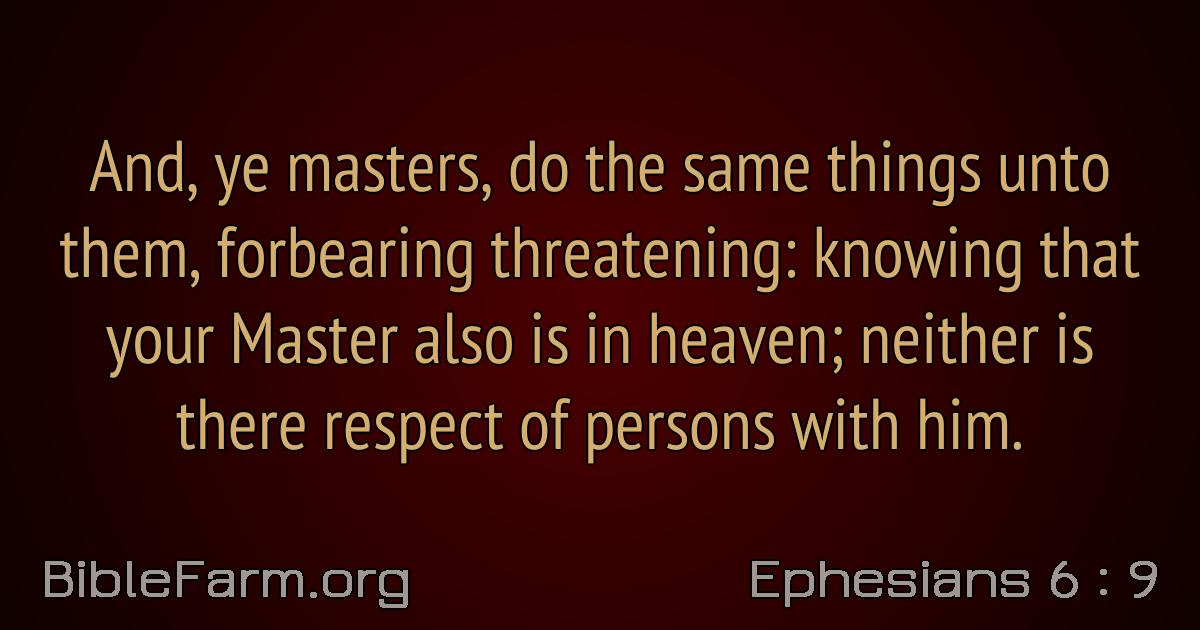 And, ye masters, do the same things unto
them, forbearing threatening: knowing that
your Master also is in heaven; neither is
there respect of persons with him.
BibleFarm.org
Ephesians 6 : 9